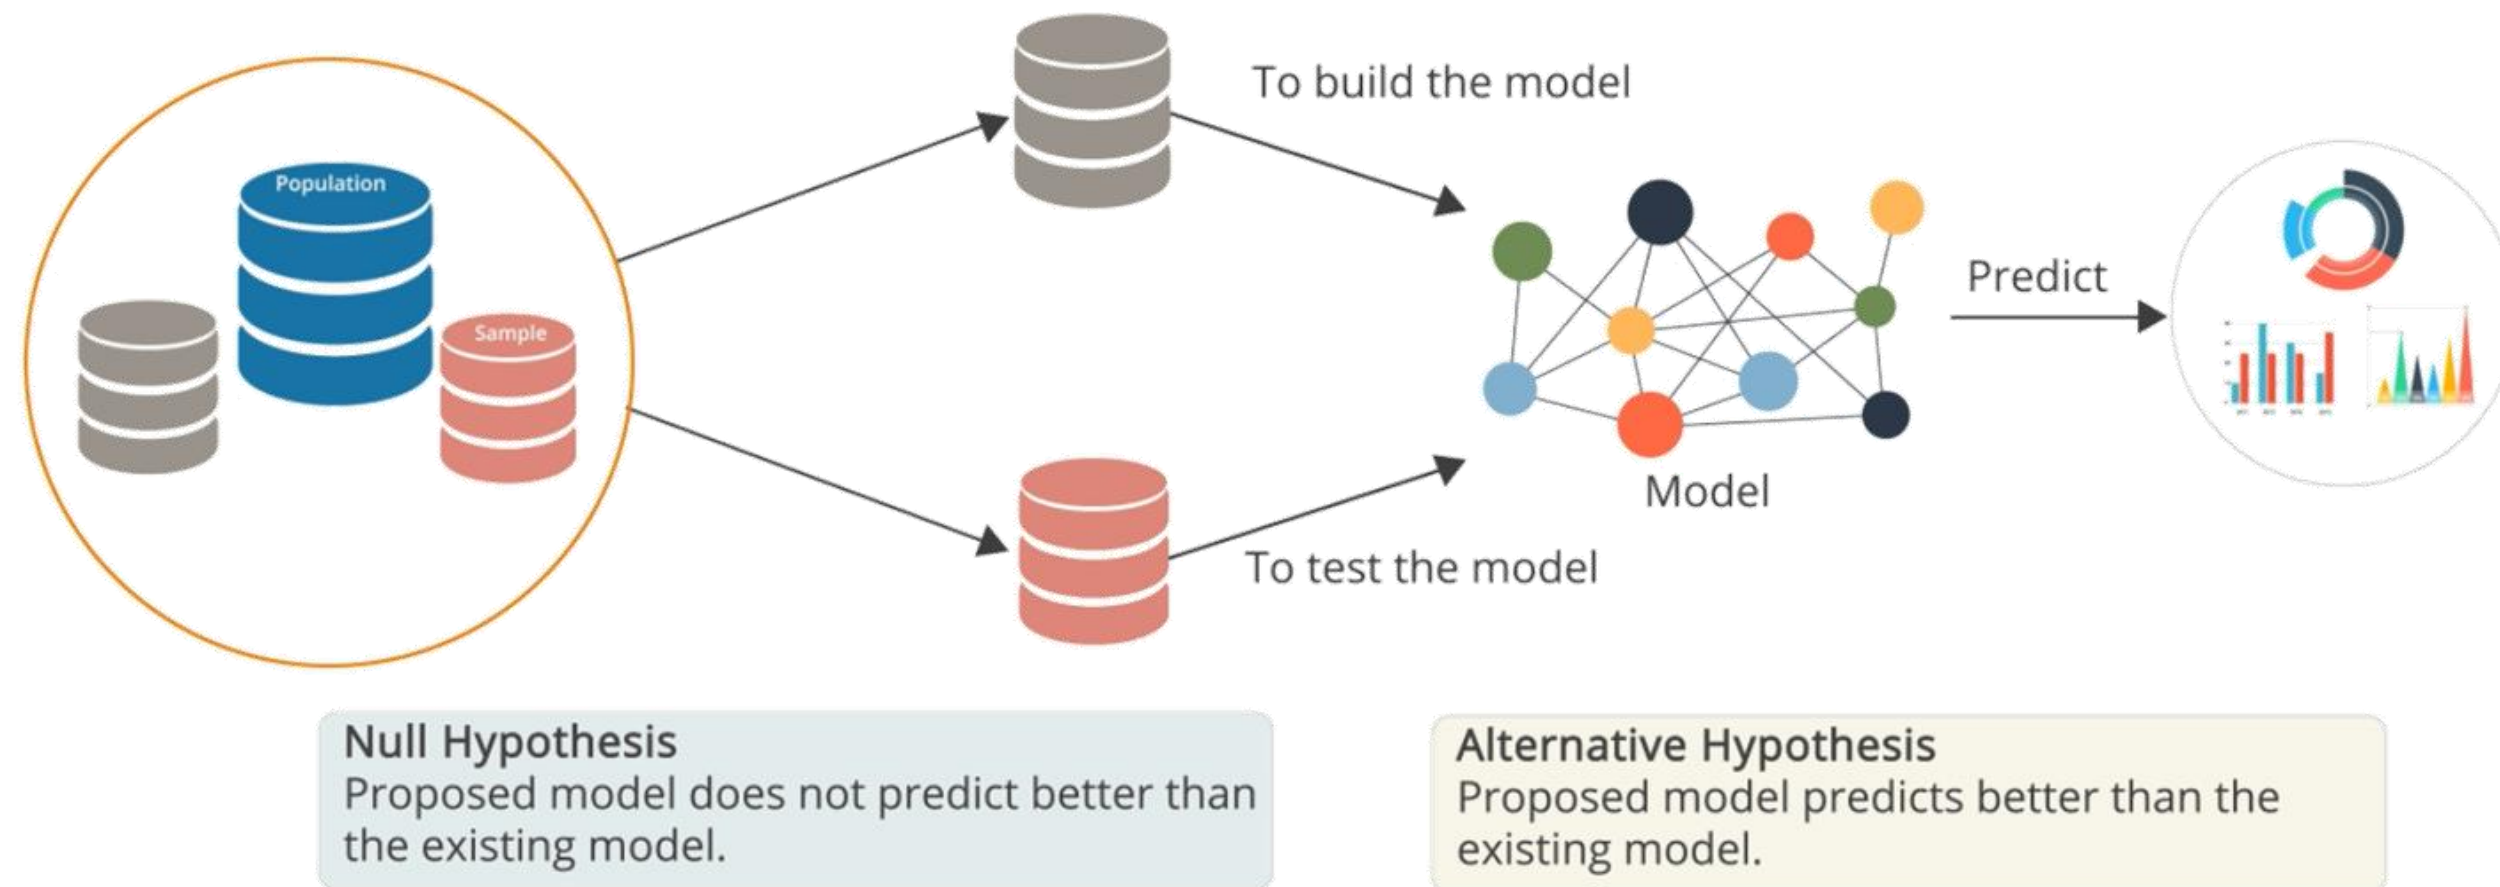 To build the model
Population
Sample
Predict
Model
To test the model
Null Hypothesis
Proposed model does not predict better than
the existing model.
Alternative Hypothesis
Proposed model predicts better than the
existing model.